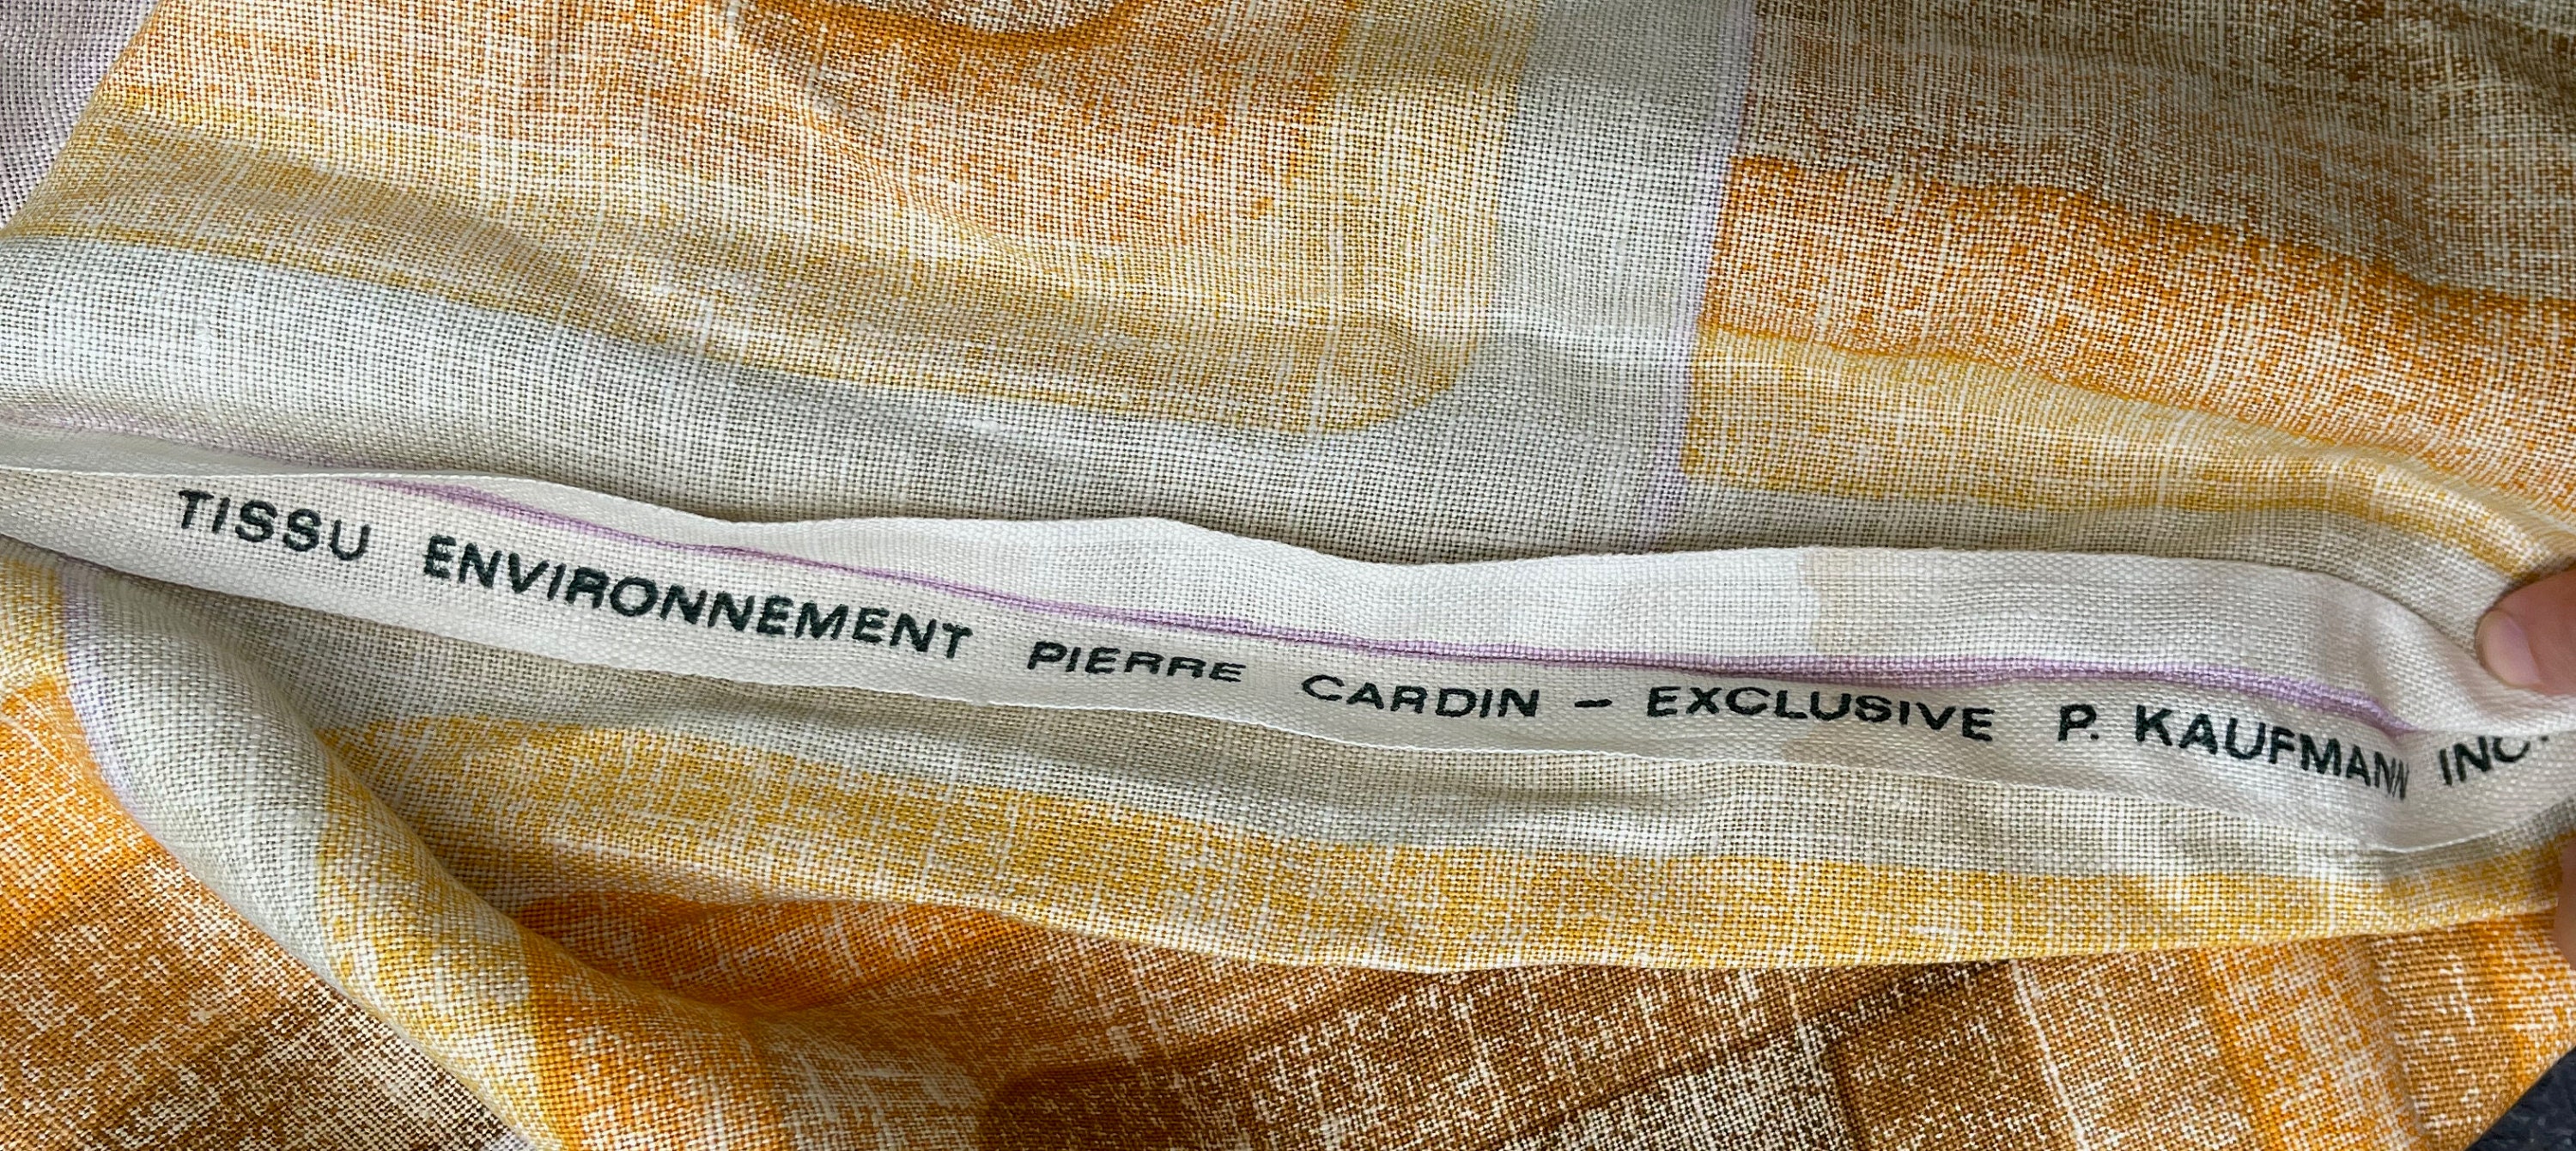 TISSU ENVIRONNEMENT PIERRE CARDIN – EXCLUSIVE P. KAUFMANN INC.